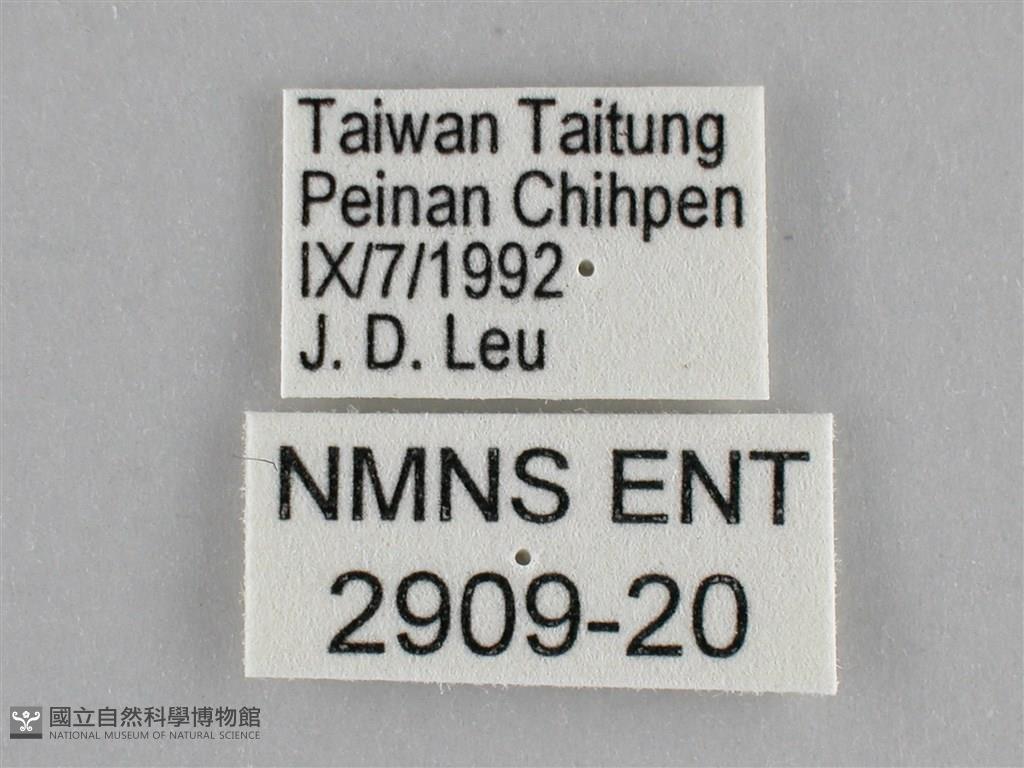 Taiwan Taitung
Peinan Chihpen
IX/7/1992
J. D. Leu
NMNS ENT
2909-20
國立自然科學博物館
NATIONAL MUSEUM OF NATURAL SCIENCE